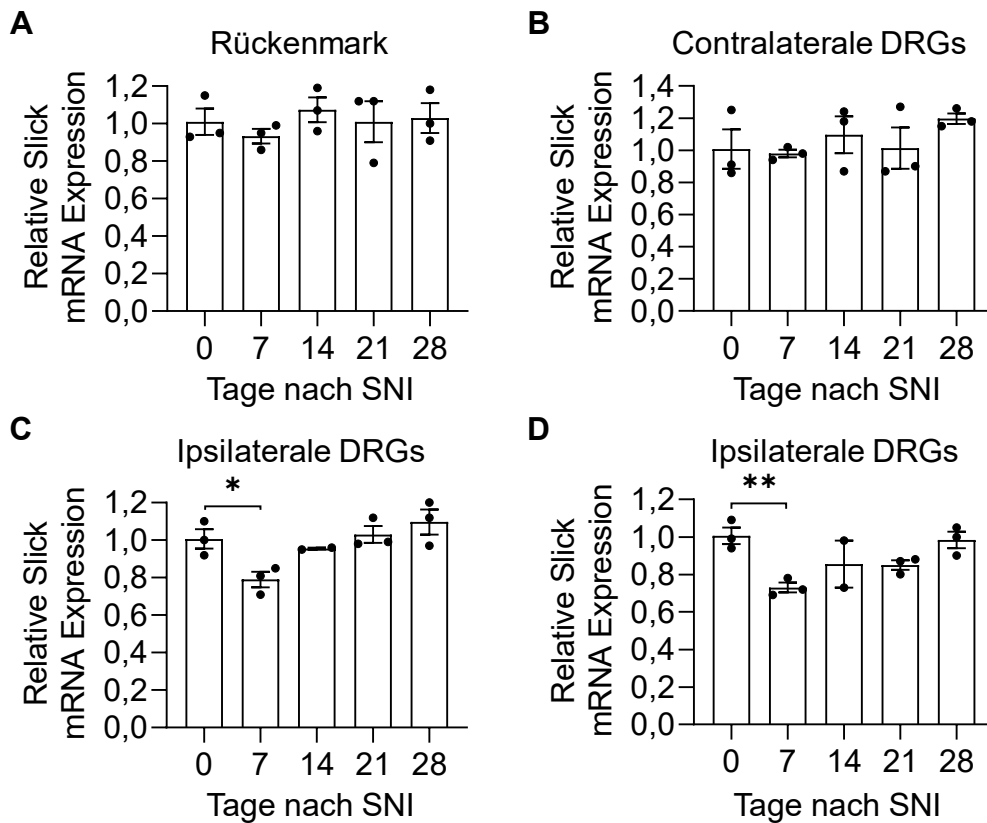 A
Rückenmark
Relative Slick
mRNA Expression
1,2
1,0
0,8
0,6
0,4
0,2
0,0
0 7 14 21 28
Tage nach SNI
B
Contralaterale DRGs
Relative Slick
mRNA Expression
1,4
1,2
1,0
0,8
0,6
0,4
0,2
0,0
0 7 14 21 28
Tage nach SNI
C
Ipsilaterale DRGs
*
Relative Slick
mRNA Expression
1,2
1,0
0,8
0,6
0,4
0,2
0,0
0 7 14 21 28
Tage nach SNI
D
Ipsilaterale DRGs
**
Relative Slick
mRNA Expression
1,2
1,0
0,8
0,6
0,4
0,2
0,0
0 7 14 21 28
Tage nach SNI